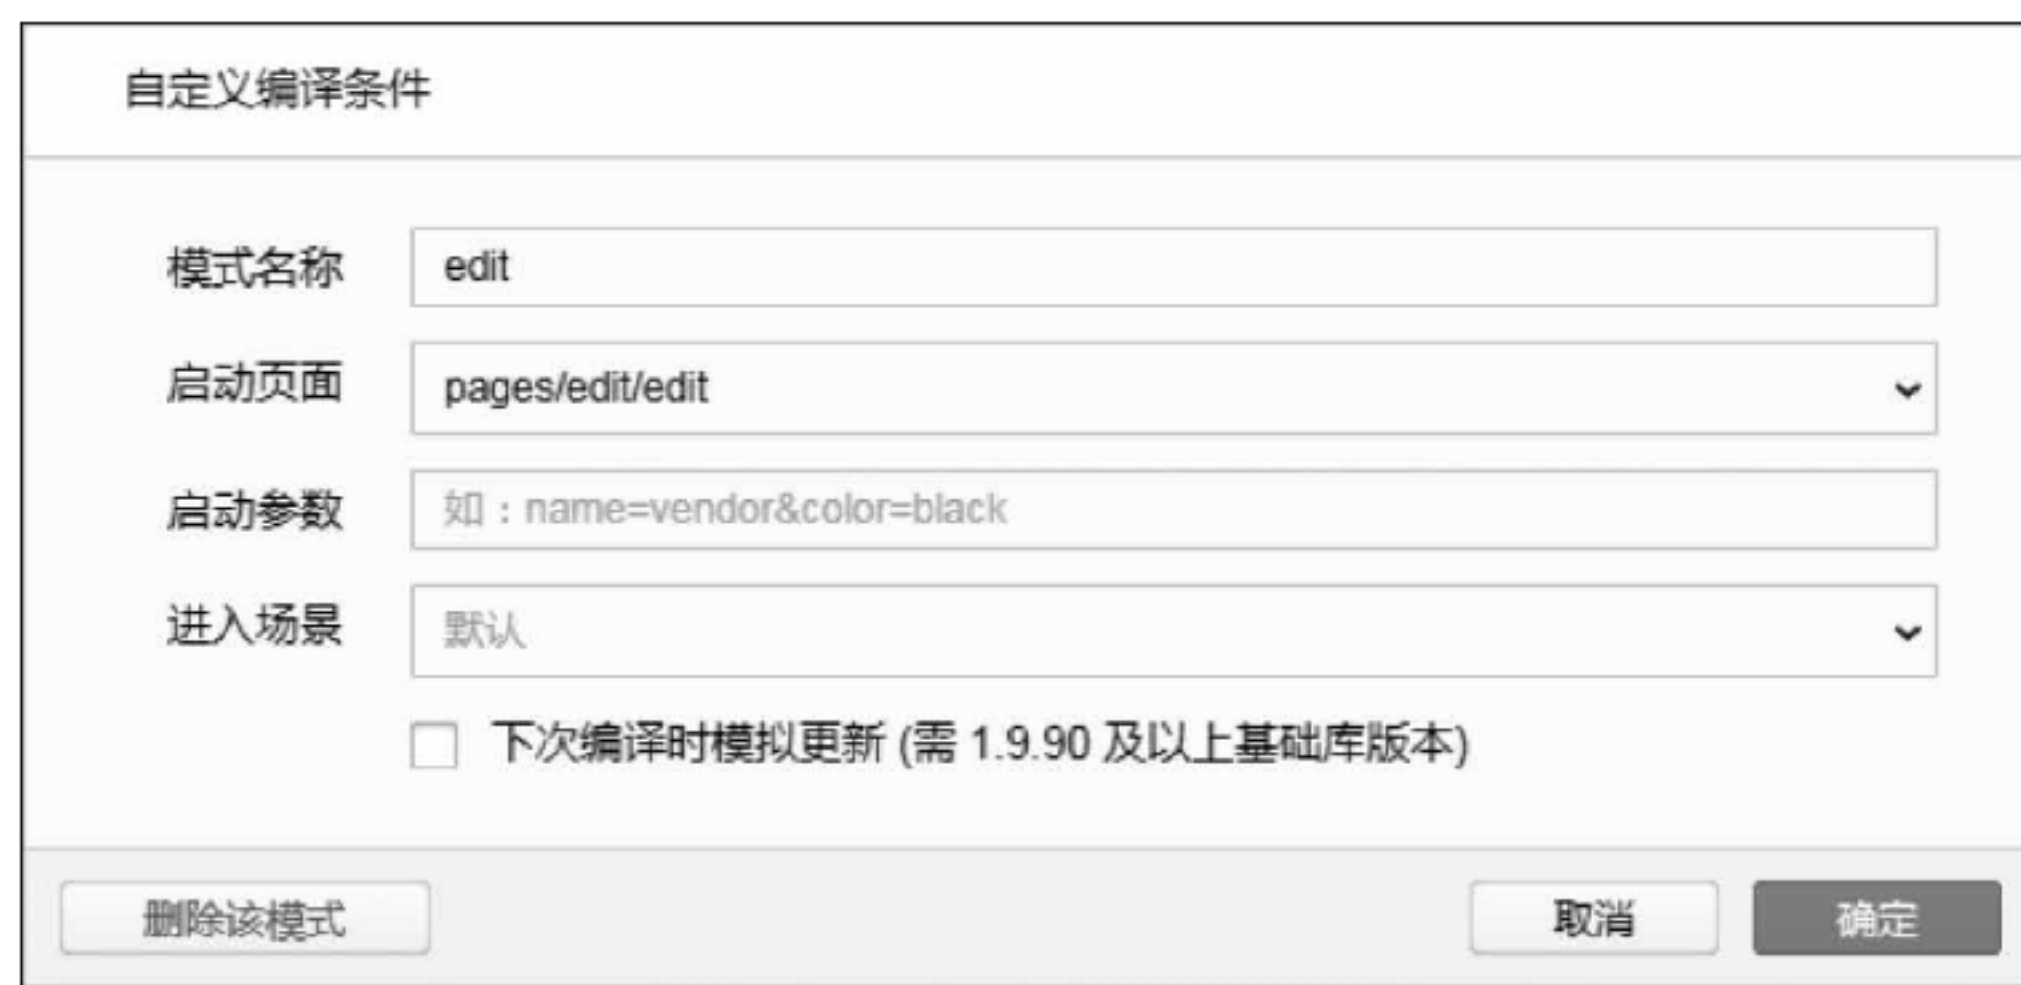 自定义编译条件
模式名称 edit
启动页面 pages/edit/edit
启动参数 如：name=vendor&color=black
进入场景 默认
下次编译时模拟更新 (需 1.9.90 及以上基础库版本)
删除该模式 取消 确定